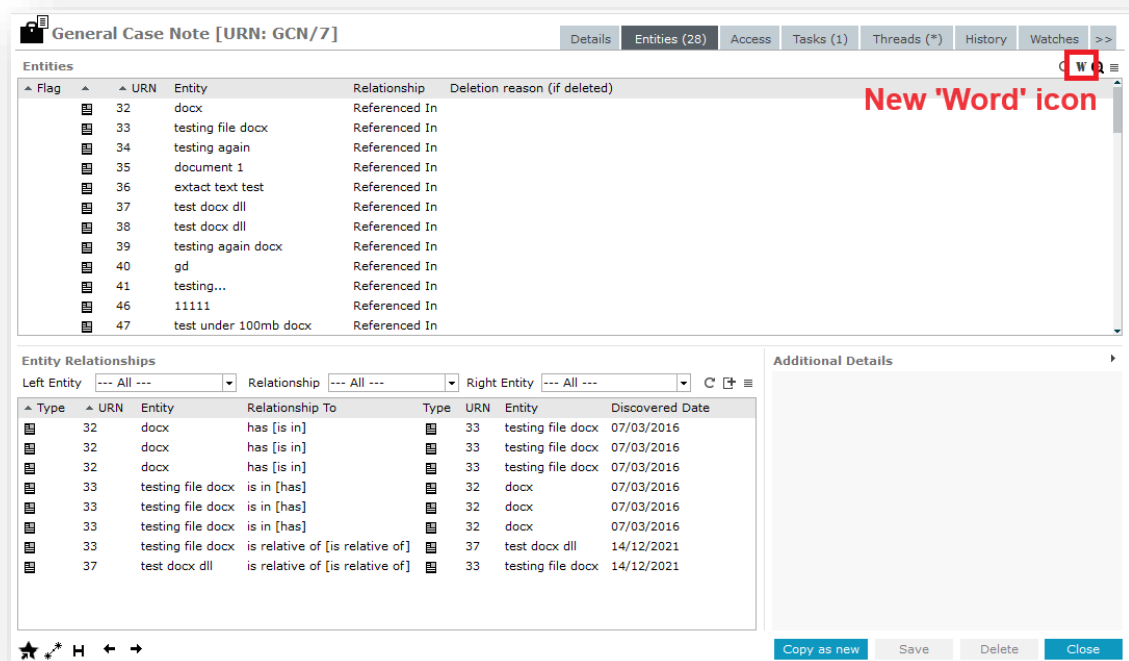 General Case Note [URN: GCN/7]
Details Entities (28) Access Tasks (1) Threads (*) History Watches >>
Entities
W
New 'Word' icon
Flag URN Entity Relationship Deletion reason (if deleted)
32 docx Referenced In
33 testing file docx Referenced In
34 testing again Referenced In
35 document 1 Referenced In
36 extact text test Referenced In
37 test docx dll Referenced In
38 test docx dll Referenced In
39 testing again docx Referenced In
40 gd Referenced In
41 testing... Referenced In
46 11111 Referenced In
47 test under 100mb docx Referenced In
Entity Relationships
Left Entity --- All --- Relationship --- All --- Right Entity --- All ---
Type URN Entity Relationship To Type URN Entity Discovered Date
32 docx has [is in] 33 testing file docx 07/03/2016
32 docx has [is in] 33 testing file docx 07/03/2016
32 docx has [is in] 33 testing file docx 07/03/2016
33 testing file docx is in [has] 32 docx 07/03/2016
33 testing file docx is in [has] 32 docx 07/03/2016
33 testing file docx is in [has] 32 docx 07/03/2016
33 testing file docx is relative of [is relative of] 37 test docx dll 14/12/2021
37 test docx dll is relative of [is relative of] 33 testing file docx 14/12/2021
Additional Details
H
Copy as new Save Delete Close